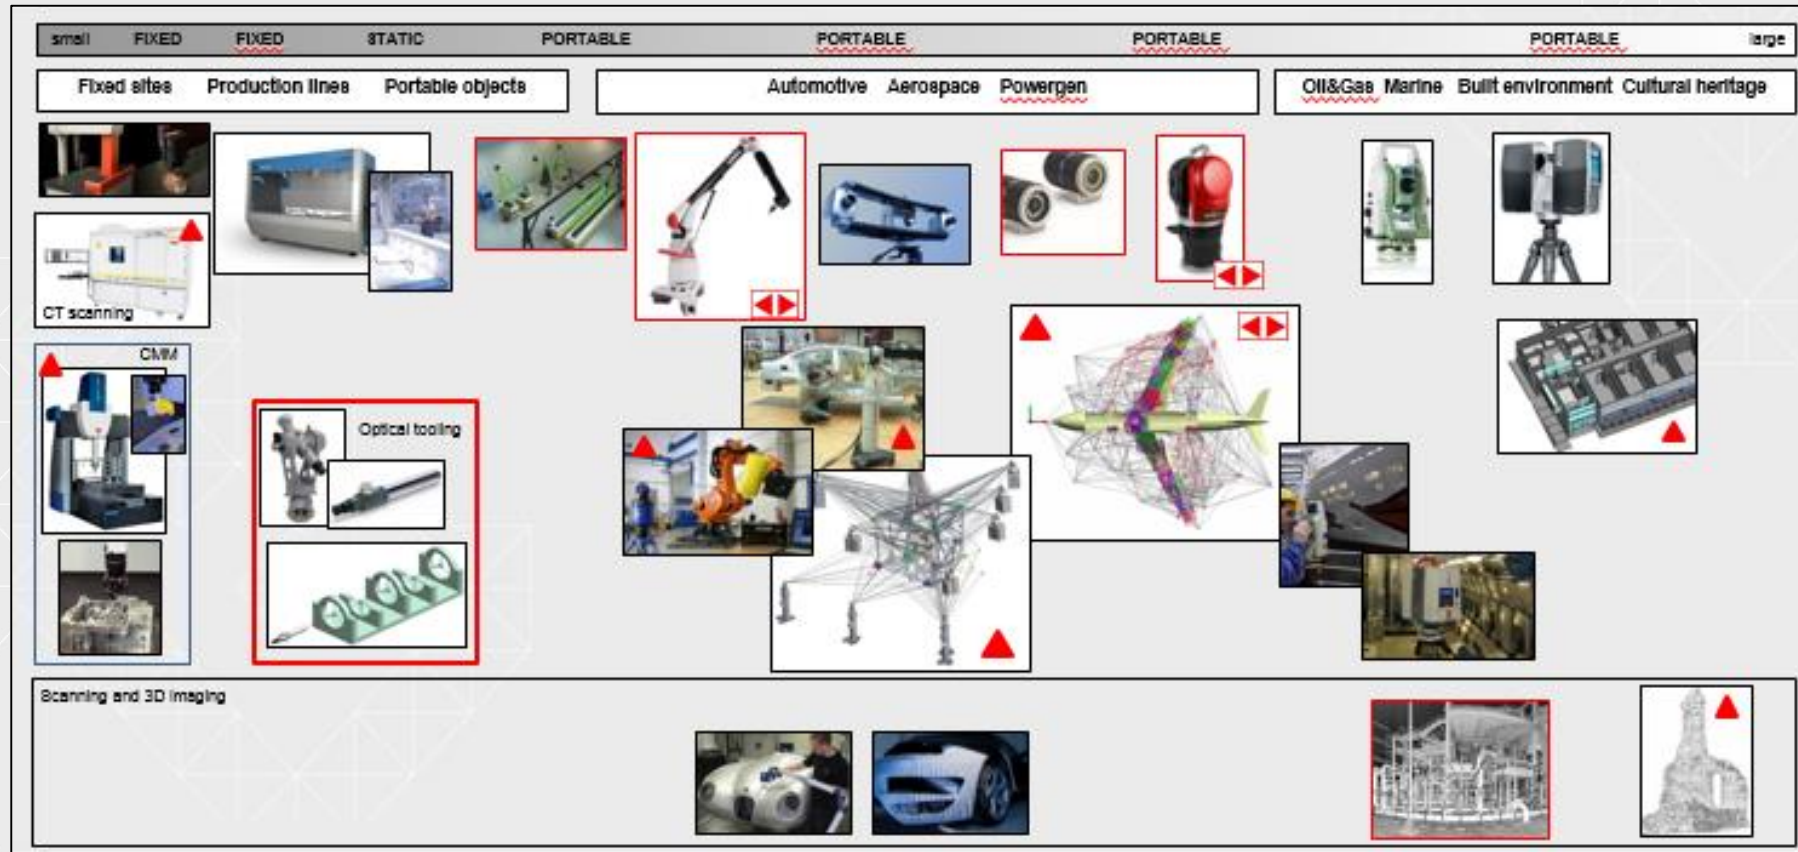 small FIXED FIXED STATIC PORTABLE PORTABLE PORTABLE PORTABLE large
Fixed sites Production lines Portable objects Automotive Aerospace Powergen Oil&Gas Marine Built environment Cultural heritage
CT scanning
CMM
Optical tooling
Scanning and 3D imaging